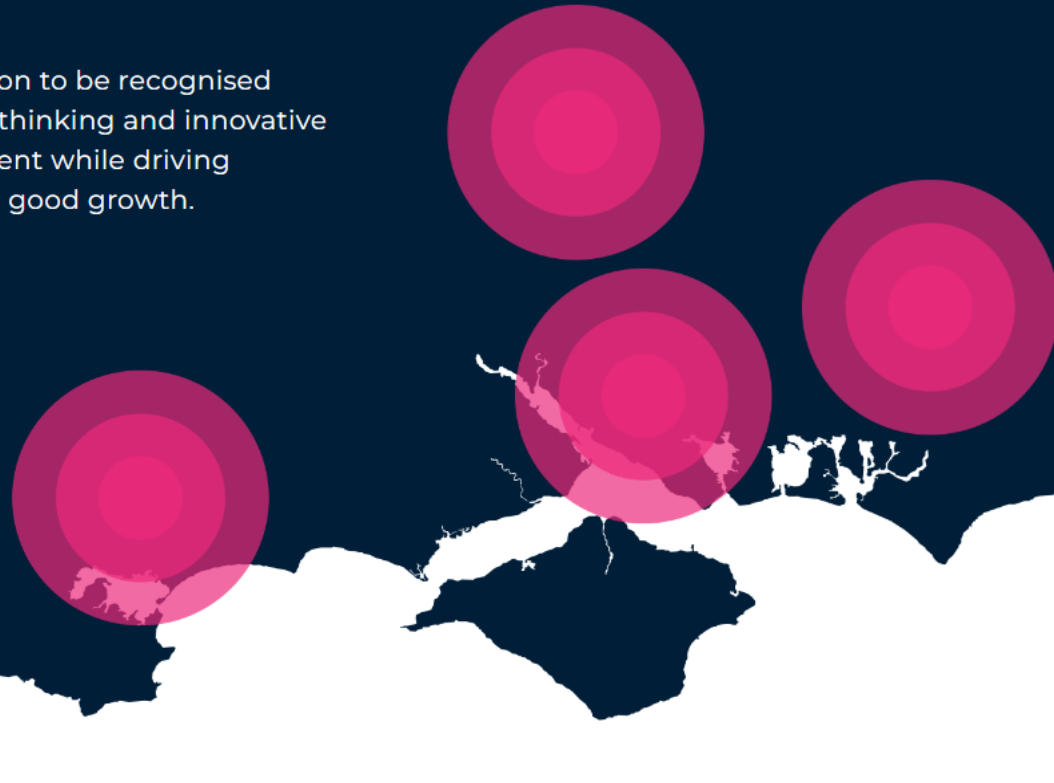 on to be recognised
thinking and innovative
ent while driving
good growth.